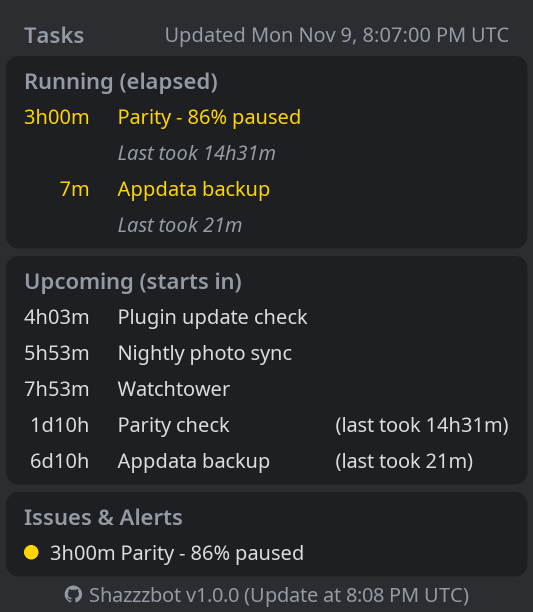 Tasks Updated Mon Nov 9, 8:07:00 PM UTC
Running (elapsed)
3h00m Parity - 86% paused
Last took 14h31m
7m Appdata backup
Last took 21m
Upcoming (starts in)
4h03m Plugin update check
5h53m Nightly photo sync
7h53m Watchtower
1d10h Parity check (last took 14h31m)
6d10h Appdata backup (last took 21m)
Issues & Alerts
3h00m Parity - 86% paused
Shazzzbot v1.0.0 (Update at 8:08 PM UTC)